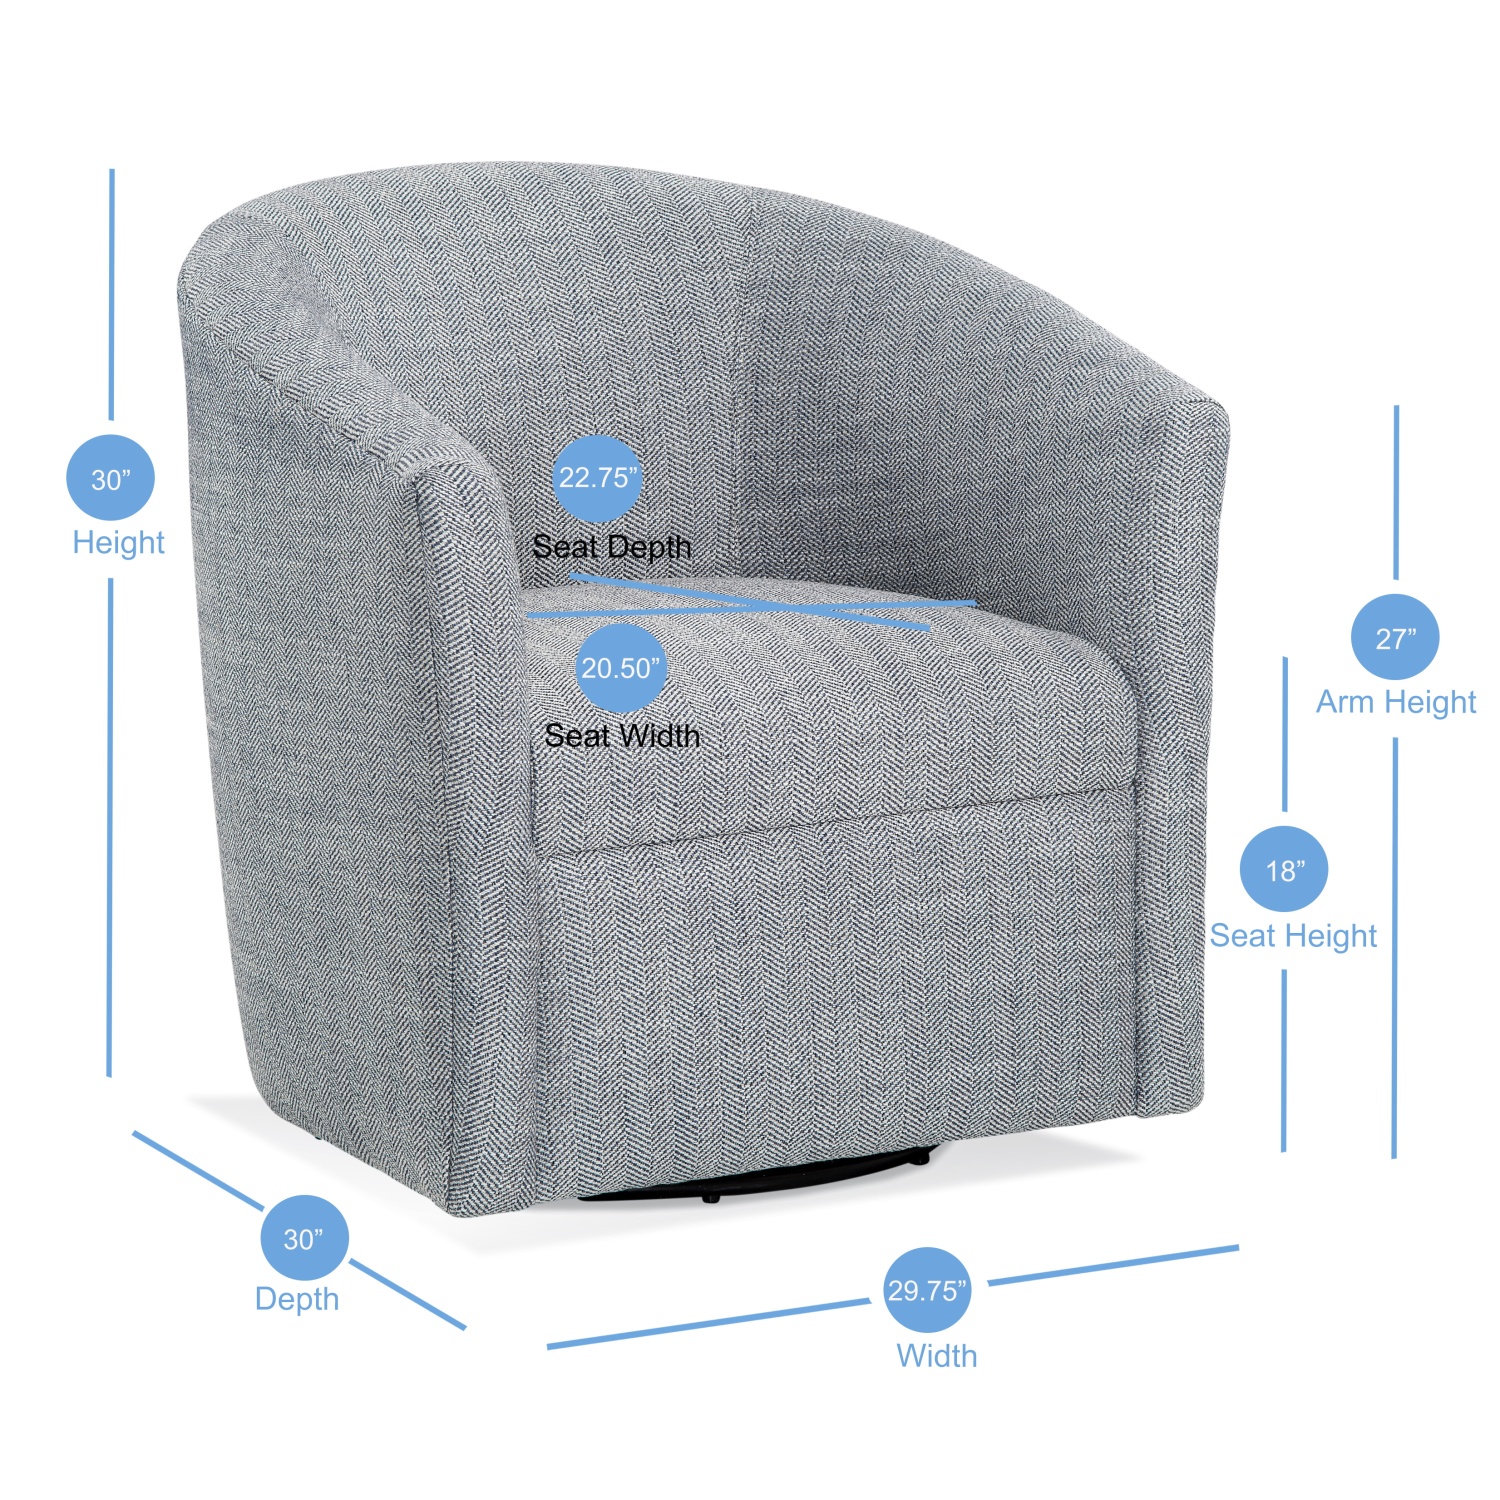 30”
Height
22.75”
Seat Depth
20.50”
Seat Width
27”
Arm Height
18”
Seat Height
30”
Depth
29.75”
Width